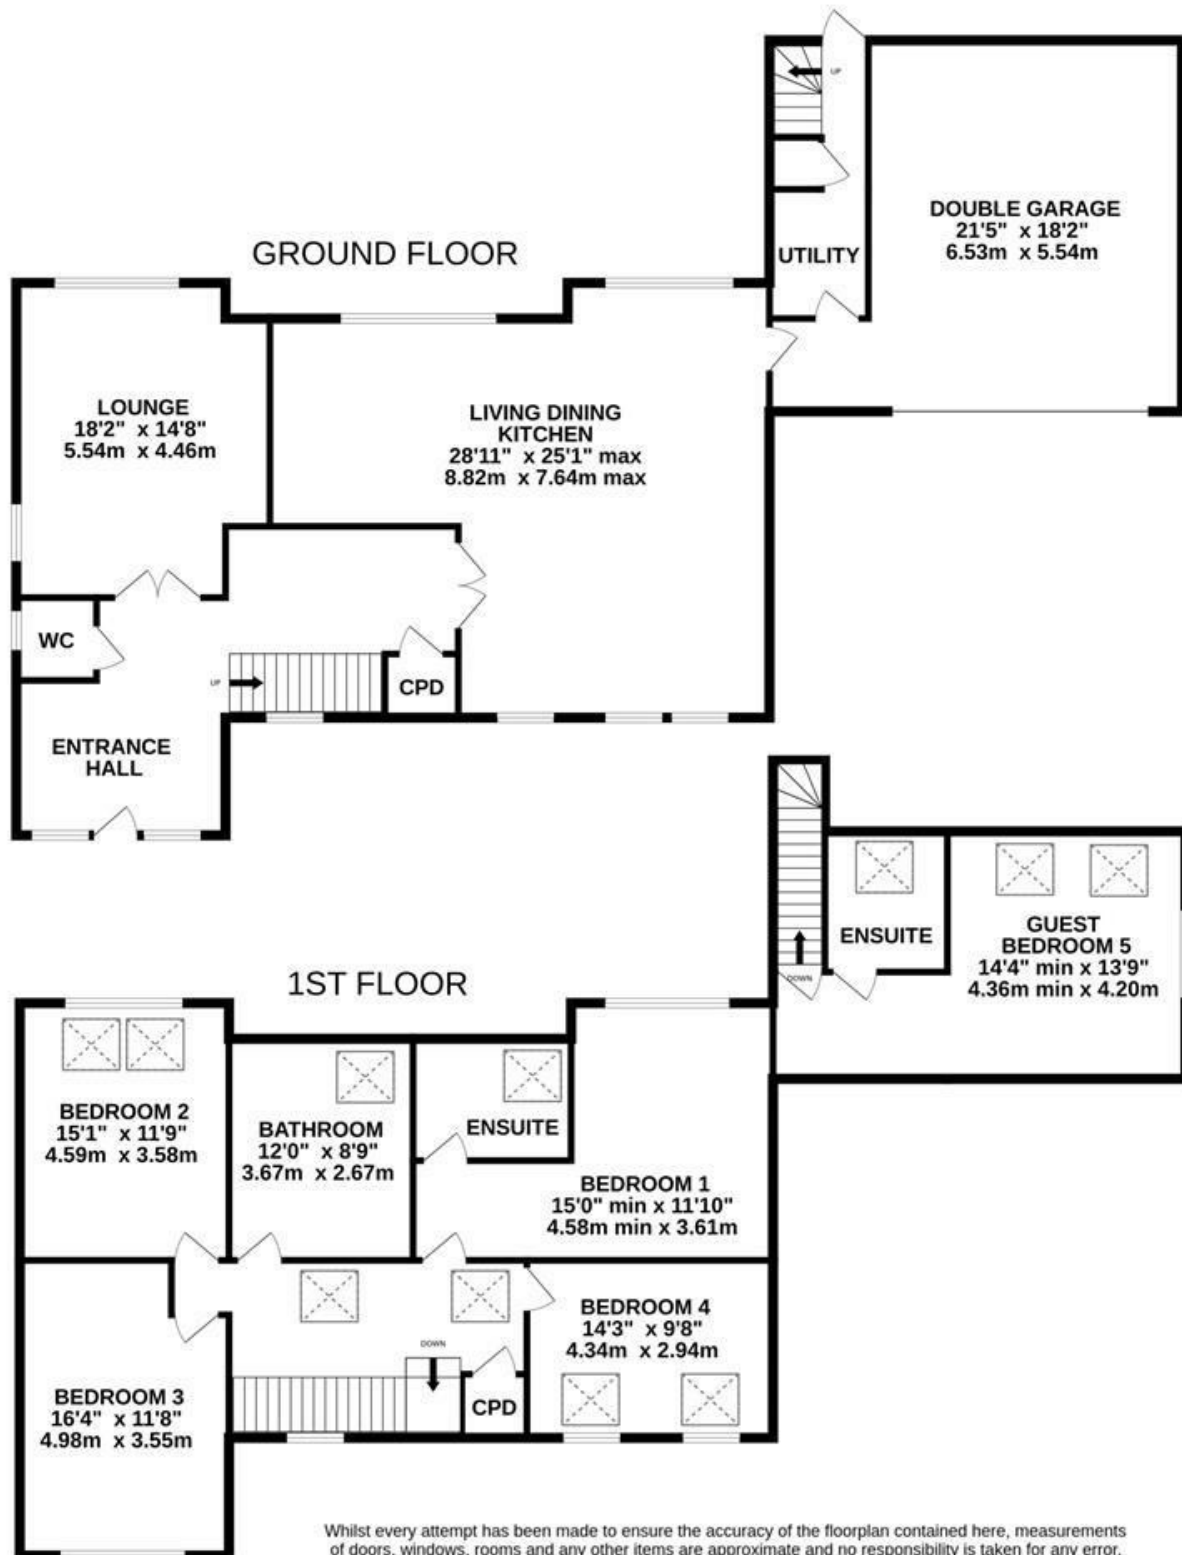 GROUND FLOOR
UP
DOUBLE GARAGE
21'5" x 18'2"
6.53m x 5.54m
UTILITY
LOUNGE
18'2" x 14'8"
5.54m x 4.46m
LIVING DINING
KITCHEN
28'11" x 25'1" max
8.82m x 7.64m max
WC
UP
CPD
ENTRANCE
HALL
1ST FLOOR
ENSUITE
DOWN
GUEST
BEDROOM 5
14'4" min x 13'9"
4.36m min x 4.20m
BEDROOM 2
15'1" x 11'9"
4.59m x 3.58m
BATHROOM
12'0" x 8'9"
3.67m x 2.67m
ENSUITE
BEDROOM 1
15'0" min x 11'10"
4.58m min x 3.61m
BEDROOM 4
14'3" x 9'8"
4.34m x 2.94m
DOWN
CPD
BEDROOM 3
16'4" x 11'8"
4.98m x 3.55m
Whilst every attempt has been made to ensure the accuracy of the floorplan contained here, measurements
of doors, windows, rooms and any other items are approximate and no responsibility is taken for any error,